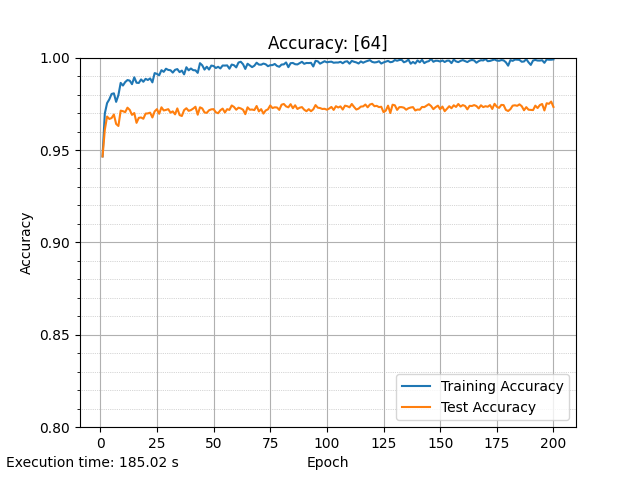 Accuracy: [64]
1.00
0.95
0.90
0.85
0.80
Accuracy
Training Accuracy
Test Accuracy
0 25 50 75 100 125 150 175 200
Execution time: 185.02 s
Epoch